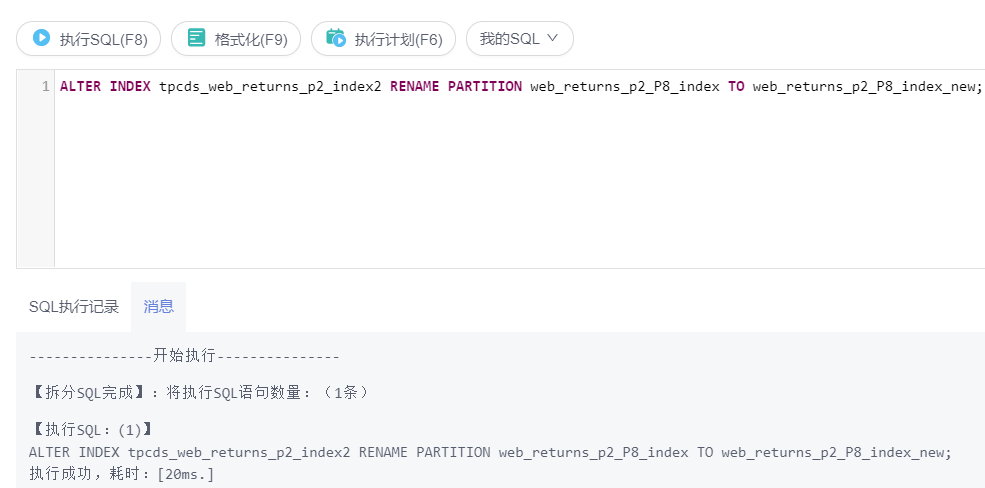 执行SQL(F8) 格式化(F9) 执行计划(F6) 我的SQL
1 ALTER INDEX tpcds_web_returns_p2_index2 RENAME PARTITION web_returns_p2_P8_index TO web_returns_p2_P8_index_new;
SQL执行记录 消息
---------------开始执行---------------
【拆分SQL完成】：将执行SQL语句数量：（1条）
【执行SQL：(1)】
ALTER INDEX tpcds_web_returns_p2_index2 RENAME PARTITION web_returns_p2_P8_index TO web_returns_p2_P8_index_new;
执行成功，耗时：[20ms.]